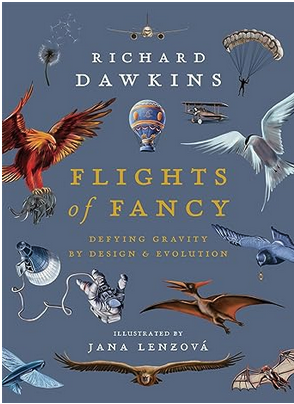 RICHARD
DAWKINS
FLIGHTS
of FANCY
DEFYING GRAVITY
BY DESIGN & EVOLUTION
ILLUSTRATED BY
JANA LENZOVÁ